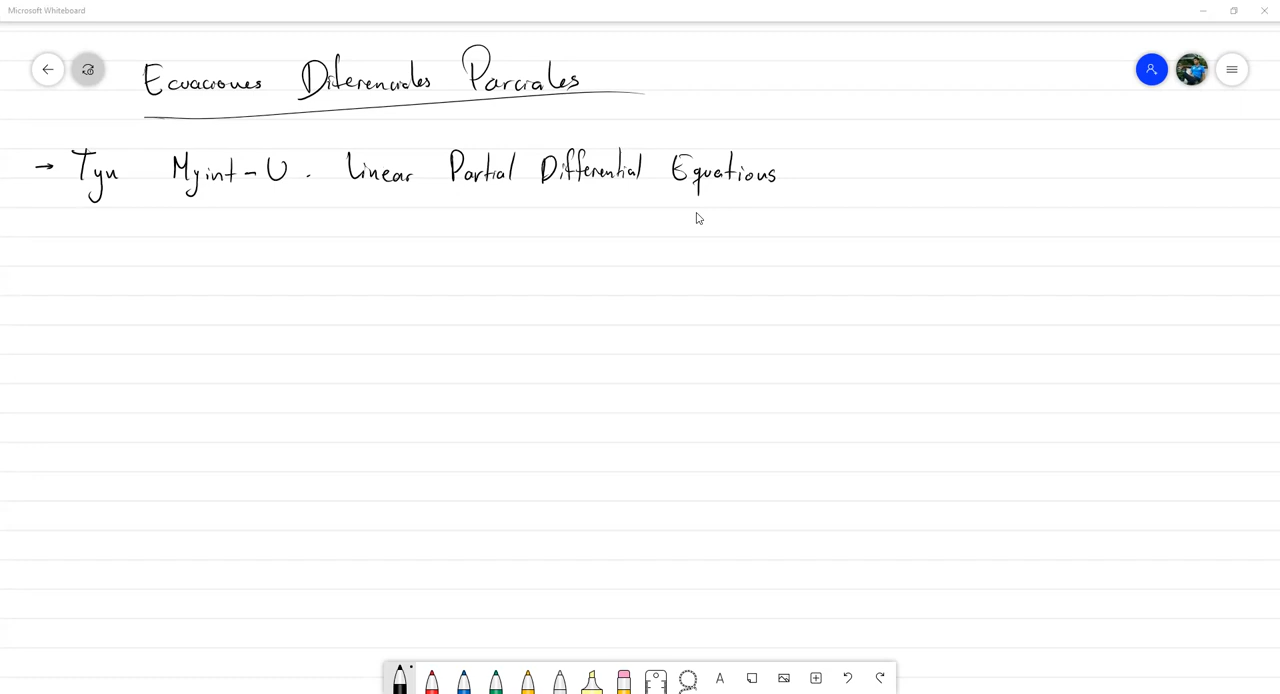 Microsoft Whiteboard
Ecuaciones Diferenciales Parciales
→ Tyn Myint-U. Linear Partial Differential Equations